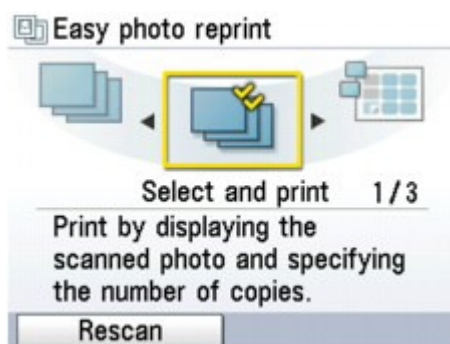 Easy photo reprint
Select and print 1/3
Print by displaying the
scanned photo and specifying
the number of copies.
Rescan